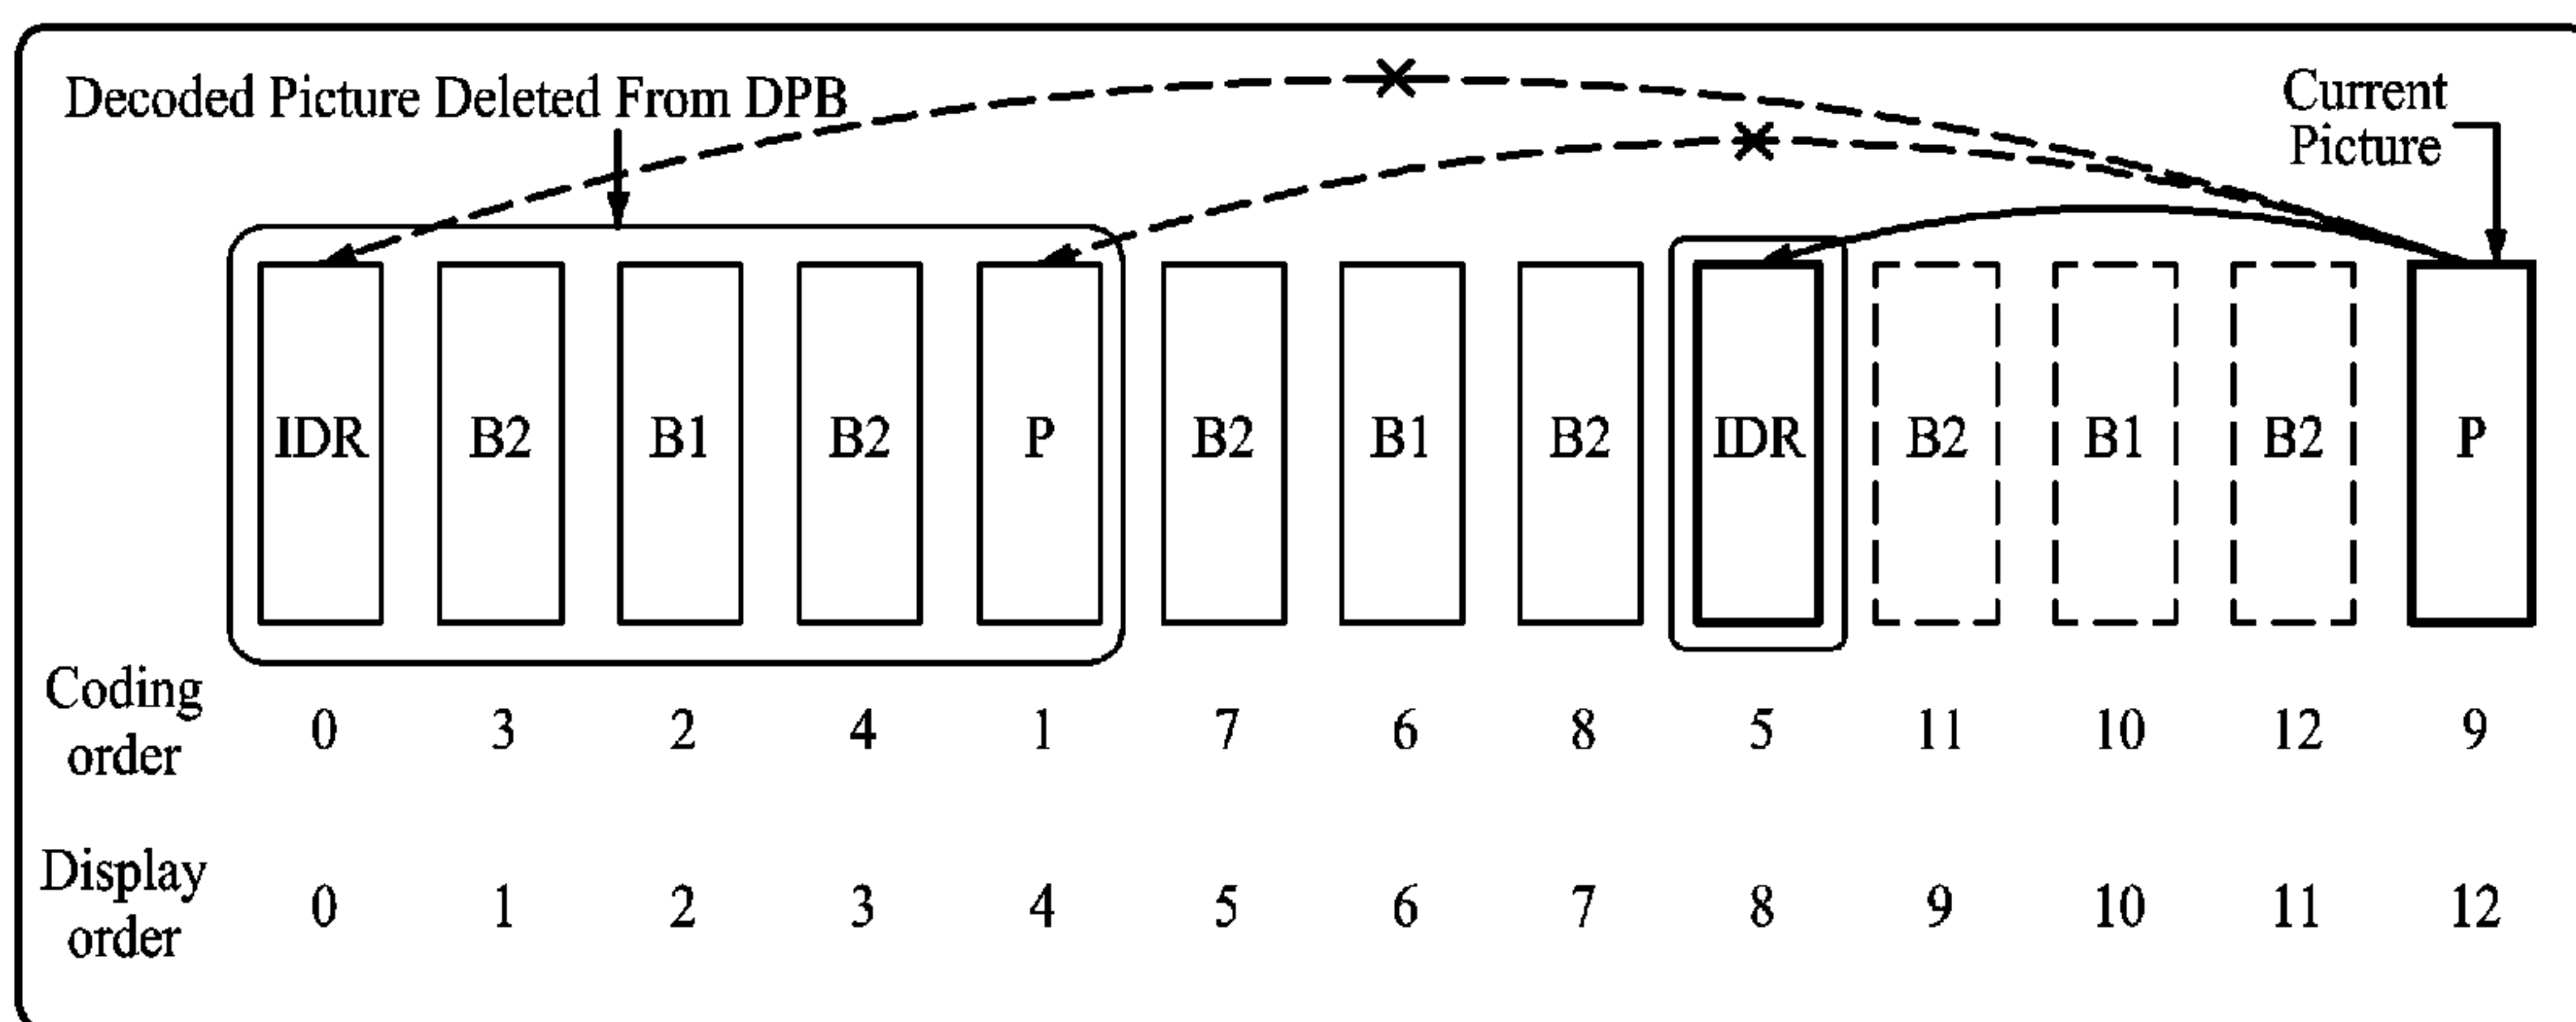 Decoded Picture Deleted From DPB
Current
Picture
IDR B2 B1 B2 P B2 B1 B2 IDR B2 B1 B2 P
Coding
order
0 3 2 4 1 7 6 8 5 11 10 12 9
Display
order
0 1 2 3 4 5 6 7 8 9 10 11 12